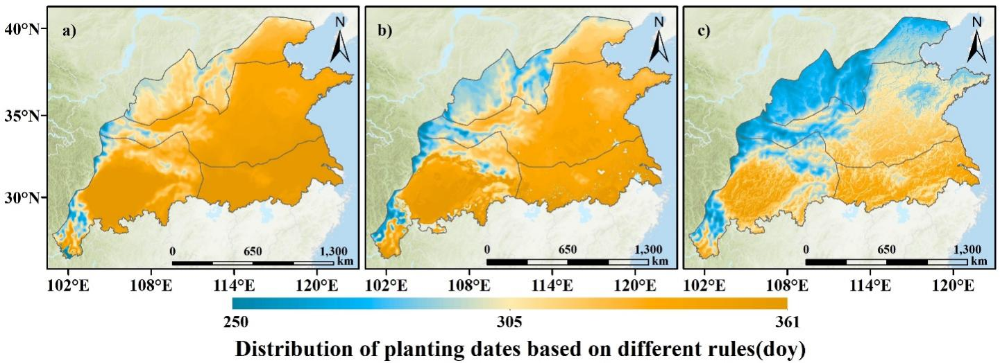 40°N
35°N
30°N
a)
N
0 650 1,300
km
102°E 108°E 114°E 120°E
b)
N
0 650 1,300
km
102°E 108°E 114°E 120°E
c)
N
0 650 1,300
km
102°E 108°E 114°E 120°E
250 305 361
Distribution of planting dates based on different rules(doy)